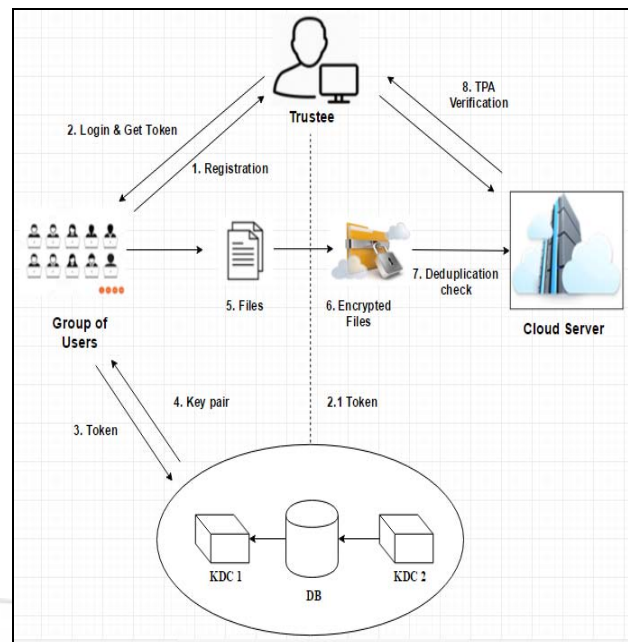 Trustee
8. TPA
Verification
2. Login & Get Token
1. Registration
5. Files
6. Encrypted
Files
7. Deduplication
check
Cloud Server
Group of
Users
4. Key pair
3. Token
2.1 Token
KDC 1
DB
KDC 2